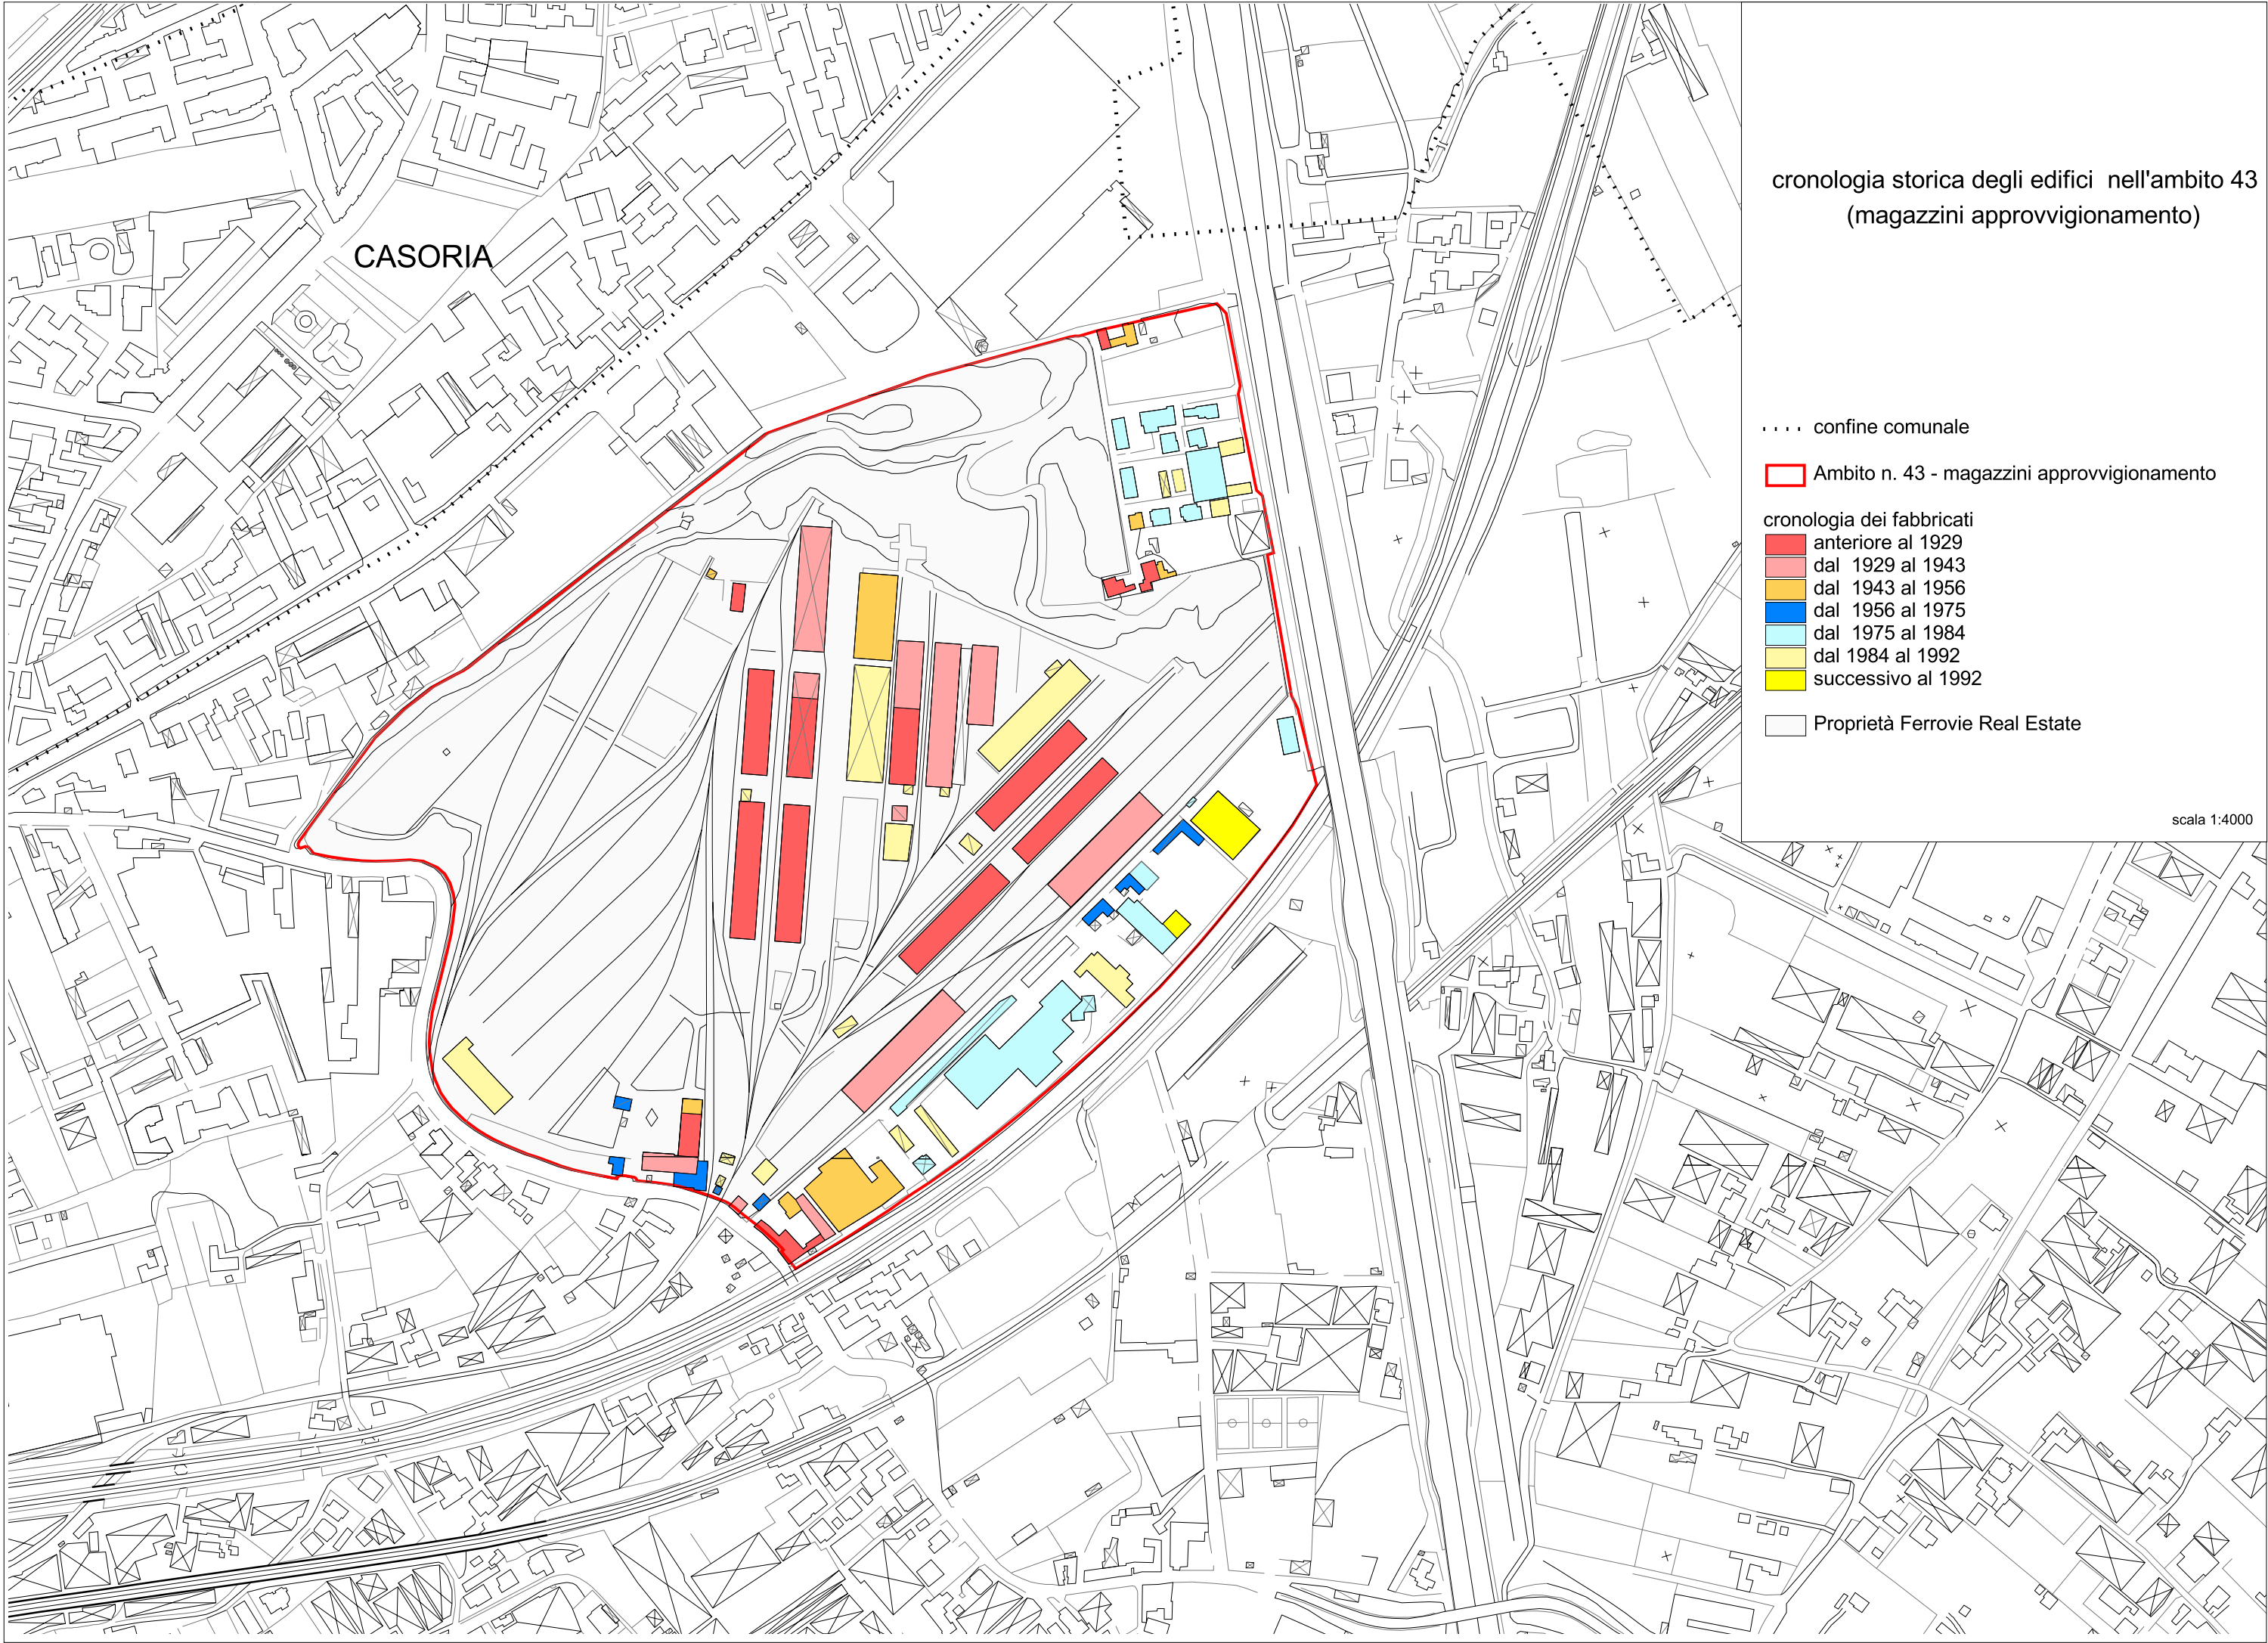 CASORIA
cronologia storica degli edifici nell'ambito 43
(magazzini approvvigionamento)
confine comunale
Ambito n. 43 - magazzini approvvigionamento
cronologia dei fabbricati
anteriore al 1929
dal 1929 al 1943
dal 1943 al 1956
dal 1956 al 1975
dal 1975 al 1984
dal 1984 al 1992
successivo al 1992
Proprietà Ferrovie Real Estate
scala 1:4000